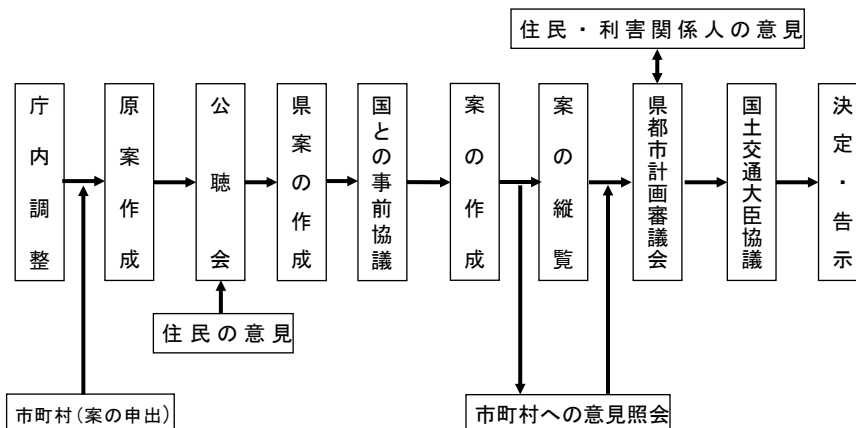 住民・利害関係人の意見
庁内調整
原案作成
公聴会
県案の作成
国との事前協議
案の作成
案の縦覧
県都市計画審議会
国土交通大臣協議
決定・告示
住民の意見
市町村(案の申出)
市町村への意見照会